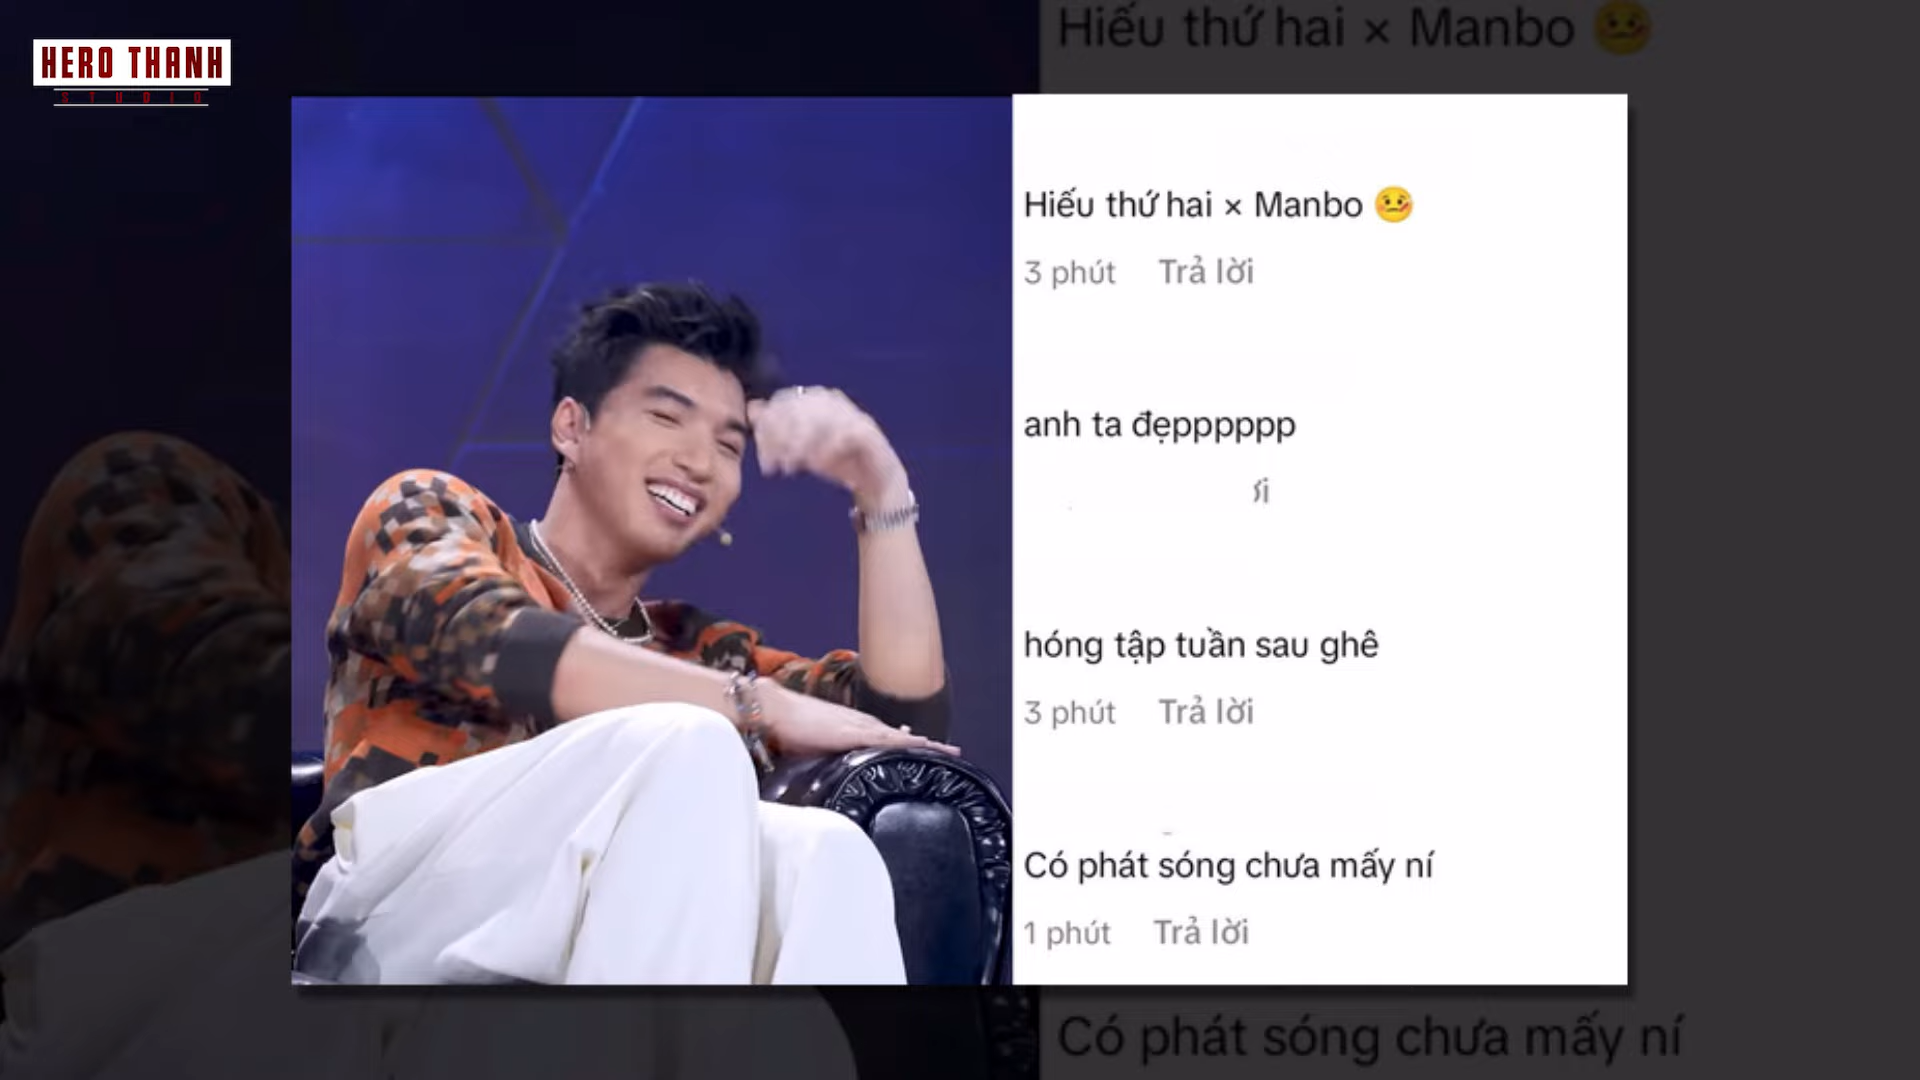 HERO THANH
STUDIO
Hiếu thứ hai × Manbo 🤒
Hiếu thứ hai × Manbo 🤒
3 phút Trả lời
anh ta đẹpppppp
hóng tập tuần sau ghê
3 phút Trả lời
Có phát sóng chưa mấy ní
1 phút Trả lời
Có phát sóng chưa mấy ní